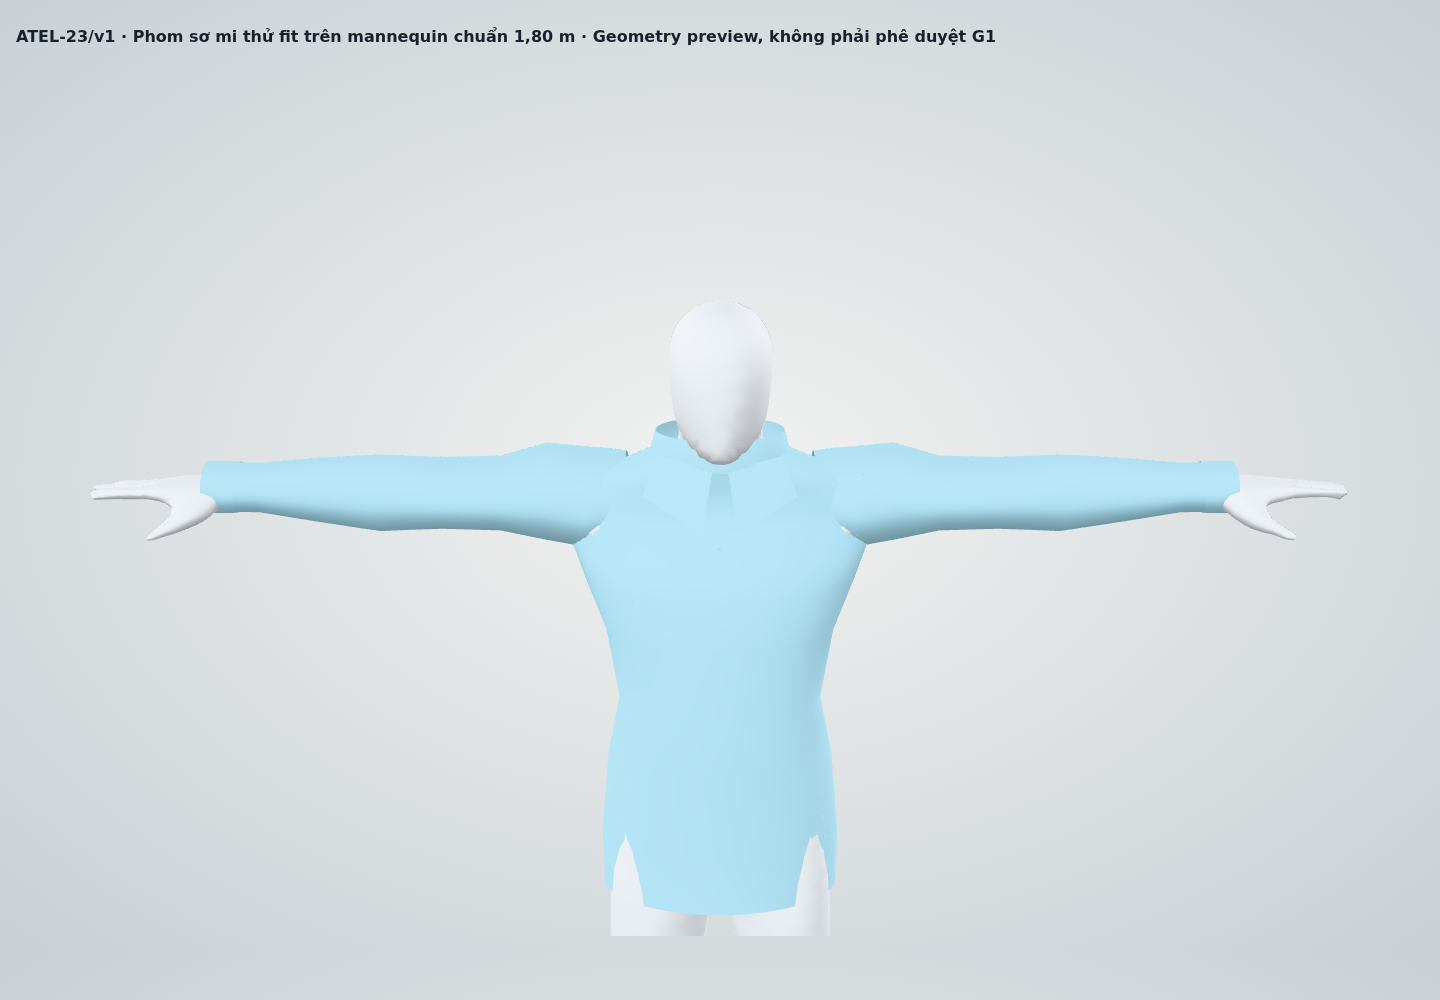 ATEL-23/v1 · Phom sơ mi thử fit trên mannequin chuẩn 1,80 m · Geometry preview, không phải phê duyệt G1